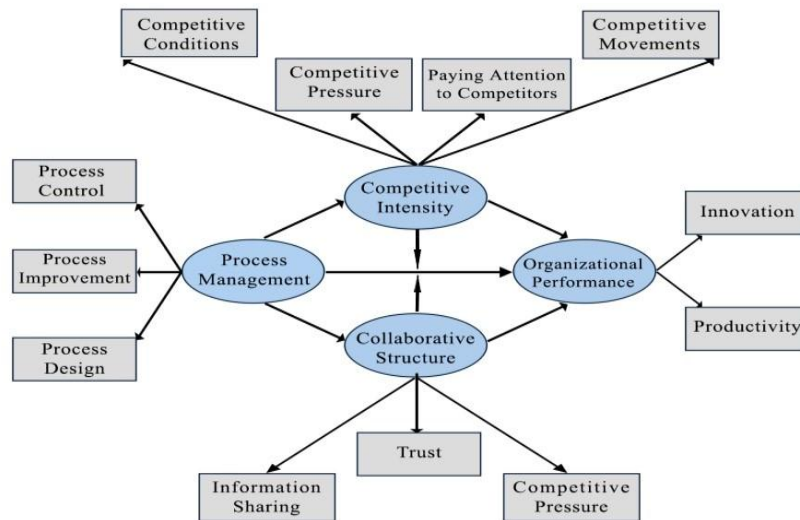 Competitive
Conditions
Competitive
Movements
Competitive
Pressure
Paying Attention
to Competitors
Process
Control
Competitive
Intensity
Innovation
Process
Improvement
Process
Management
Organizational
Performance
Productivity
Process
Design
Collaborative
Structure
Trust
Information
Sharing
Competitive
Pressure